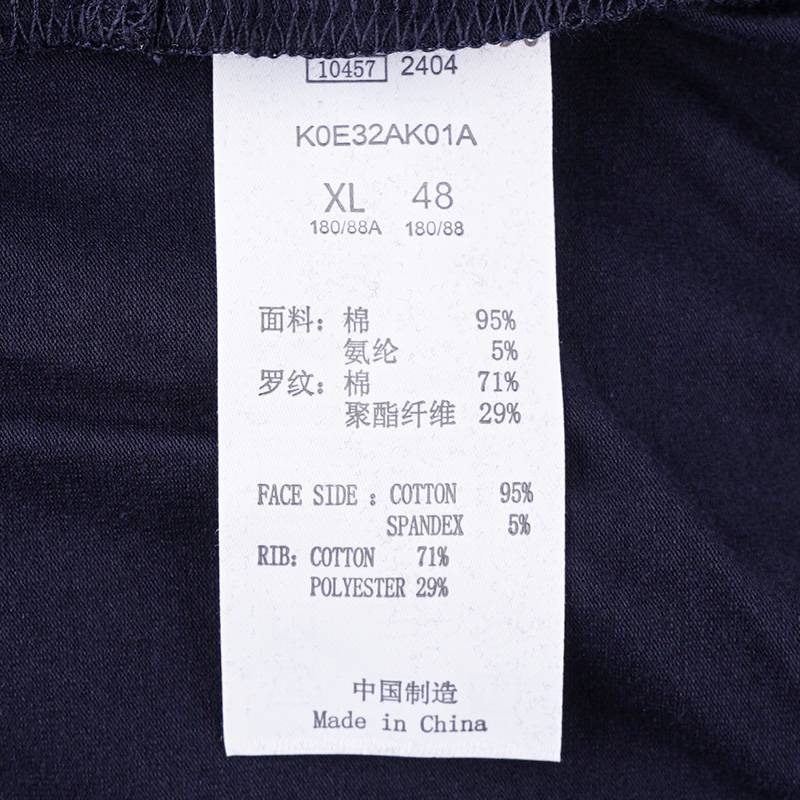 10457 2404
K0E32AK01A
XL 48
180/88A 180/88
面料：棉 95%
氨纶 5%
罗纹：棉 71%
聚酯纤维 29%
FACE SIDE : COTTON 95%
SPANDEX 5%
RIB: COTTON 71%
POLYESTER 29%
中国制造
Made in China